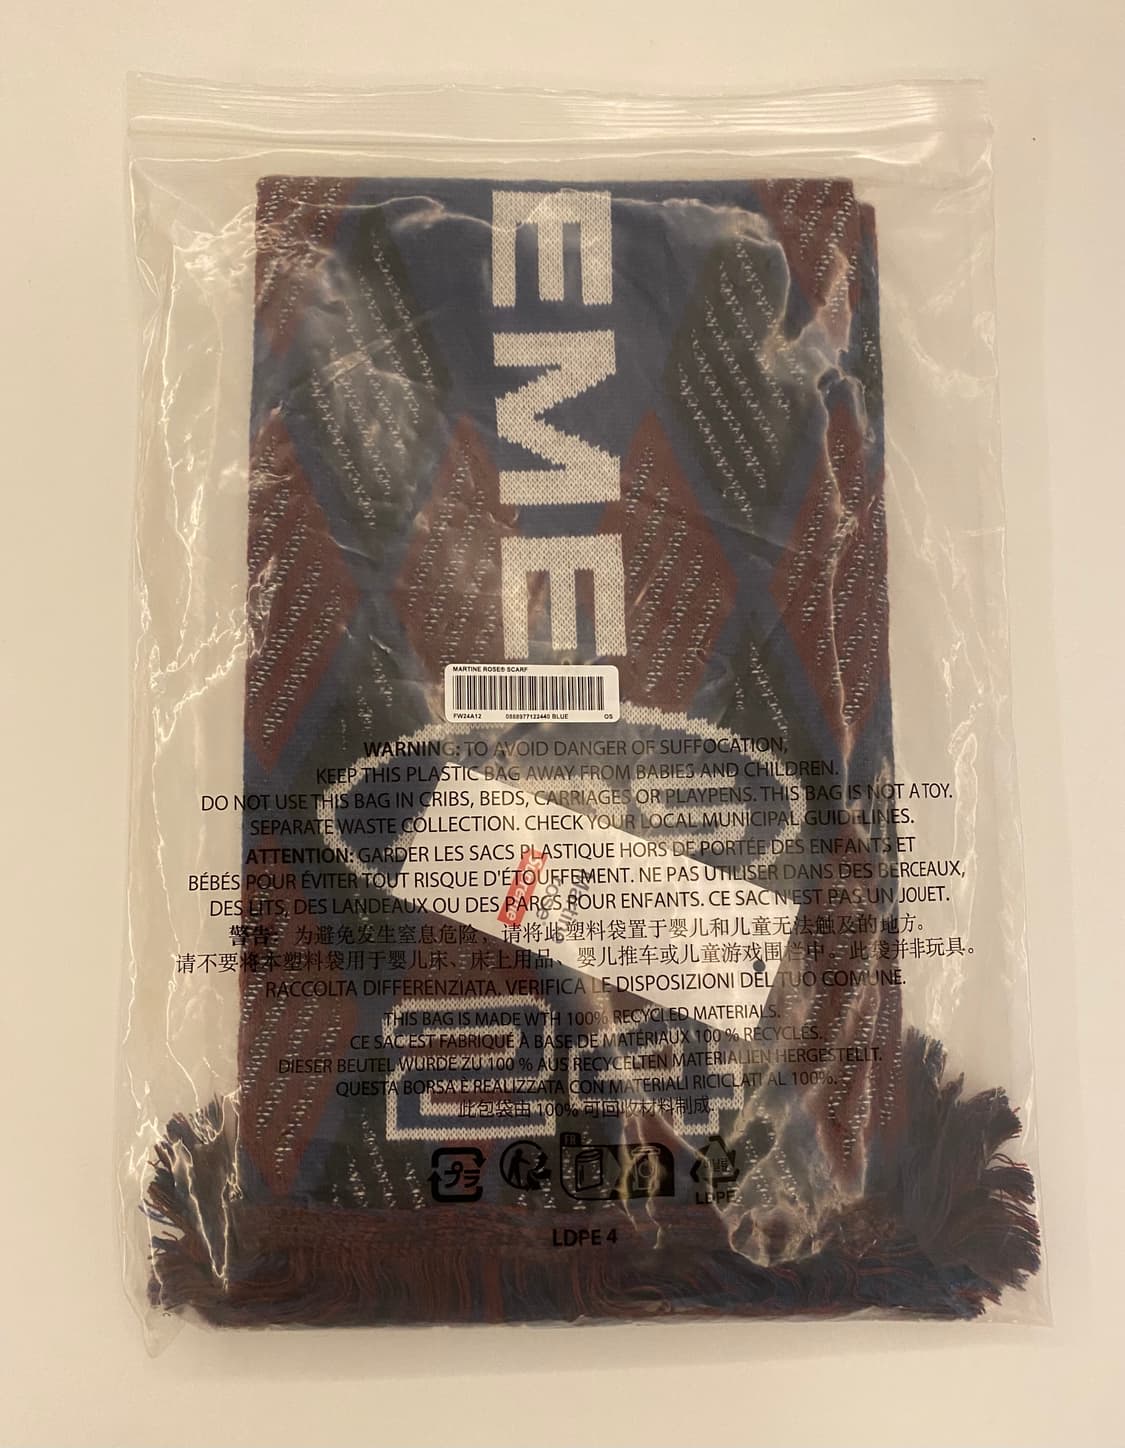 EME
MARTINE ROSE® SCARF
FW24A12 0888977122440 BLUE OS
WARNING: TO AVOID DANGER OF SUFFOCATION,
KEEP THIS PLASTIC BAG AWAY FROM BABIES AND CHILDREN.
DO NOT USE THIS BAG IN CRIBS, BEDS, CARRIAGES OR PLAYPENS. THIS BAG IS NOT A TOY.
SEPARATE WASTE COLLECTION. CHECK YOUR LOCAL MUNICIPAL GUIDELINES.
ATTENTION: GARDER LES SACS PLASTIQUE HORS DE PORTÉE DES ENFANTS ET
BÉBÉS POUR ÉVITER TOUT RISQUE D'ÉTOUFFEMENT. NE PAS UTILISER DANS DES BERCEAUX,
DES LITS, DES LANDEAUX OU DES PARCS POUR ENFANTS. CE SAC N'EST PAS UN JOUET.
警告: 为避免发生窒息危险，请将此塑料袋置于婴儿和儿童无法触及的地方。
请不要将本塑料袋用于婴儿床、床上用品、婴儿推车或儿童游戏围栏中。此袋并非玩具。
RACCOLTA DIFFERENZIATA. VERIFICA LE DISPOSIZIONI DEL TUO COMUNE.
Supreme
Martine
Rose
THIS BAG IS MADE WTH 100% RECYCLED MATERIALS.
CE SAC EST FABRIQUÉ À BASE DE MATÉRIAUX 100 % RECYCLÉS.
DIESER BEUTEL WURDE ZU 100 % AUS RECYCELTEN MATERIALIEN HERGESTELLT.
QUESTA BORSA È REALIZZATA CON MATERIALI RICICLATI AL 100%.
此包袋由 100% 可回收材料制成.
プラ
FR
LDPE
LDPE 4